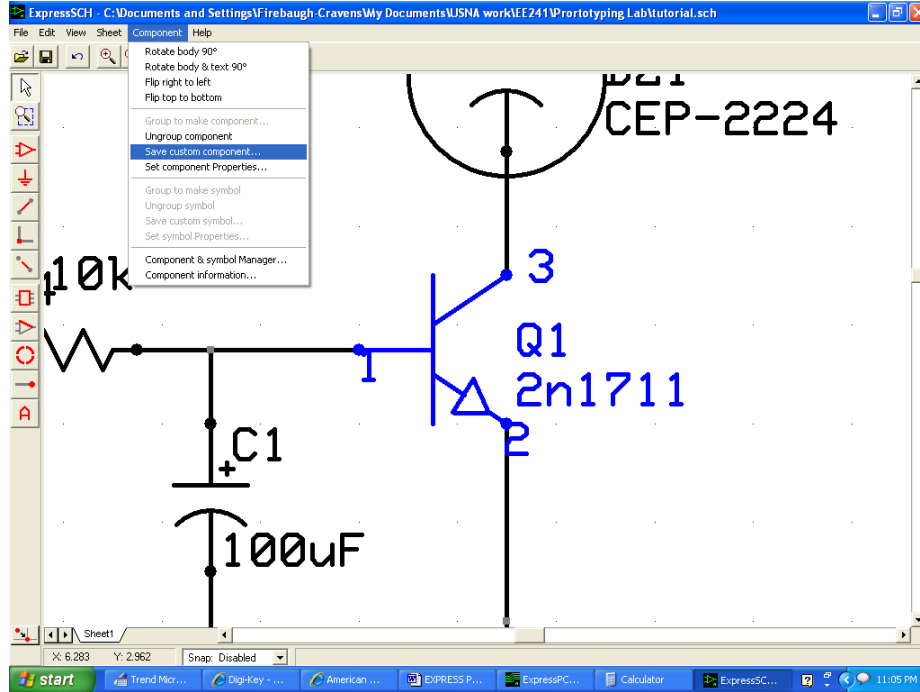 ExpressSCH - C:\Documents and Settings\Firebaugh-Cravens\My Documents\USNA work\EE241\Prortotyping Lab\tutorial.sch
File Edit View Sheet Component Help
Rotate body 90°
Rotate body & text 90°
Flip right to left
Flip top to bottom
Group to make component...
Ungroup component
Save custom component...
Set component Properties...
Group to make symbol
Ungroup symbol
Save custom symbol...
Set symbol Properties...
Component & symbol Manager...
Component information...
A
CEP-2224
10k
+
3
1
Q1
2n1711
2
C1
+
100uF
Sheet1
X: 6.283 Y: 2.962 Snap: Disabled
start Trend Micr... Digi-Key - ... American ... EXPRESS P... ExpressPC... Calculator ExpressSC... 11:05 PM